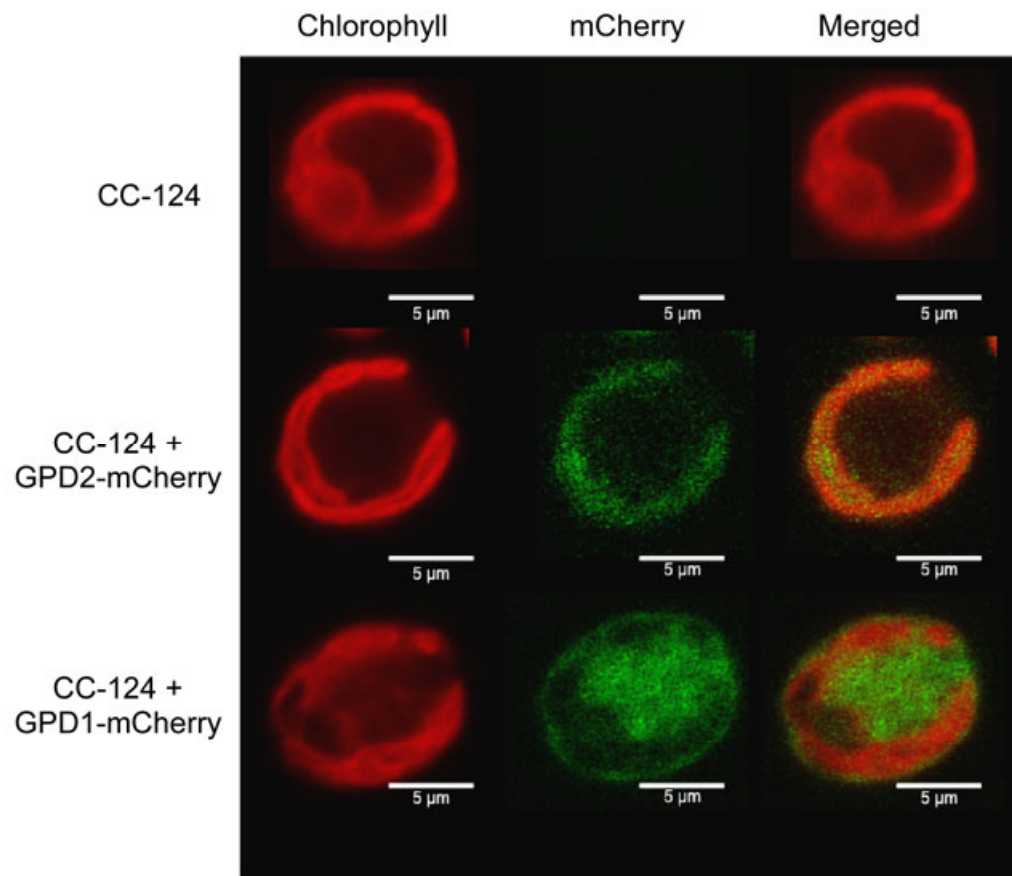 Chlorophyll mCherry Merged
CC-124
5 µm 5 µm 5 µm
CC-124 +
GPD2-mCherry
5 µm 5 µm 5 µm
CC-124 +
GPD1-mCherry
5 µm 5 µm 5 µm